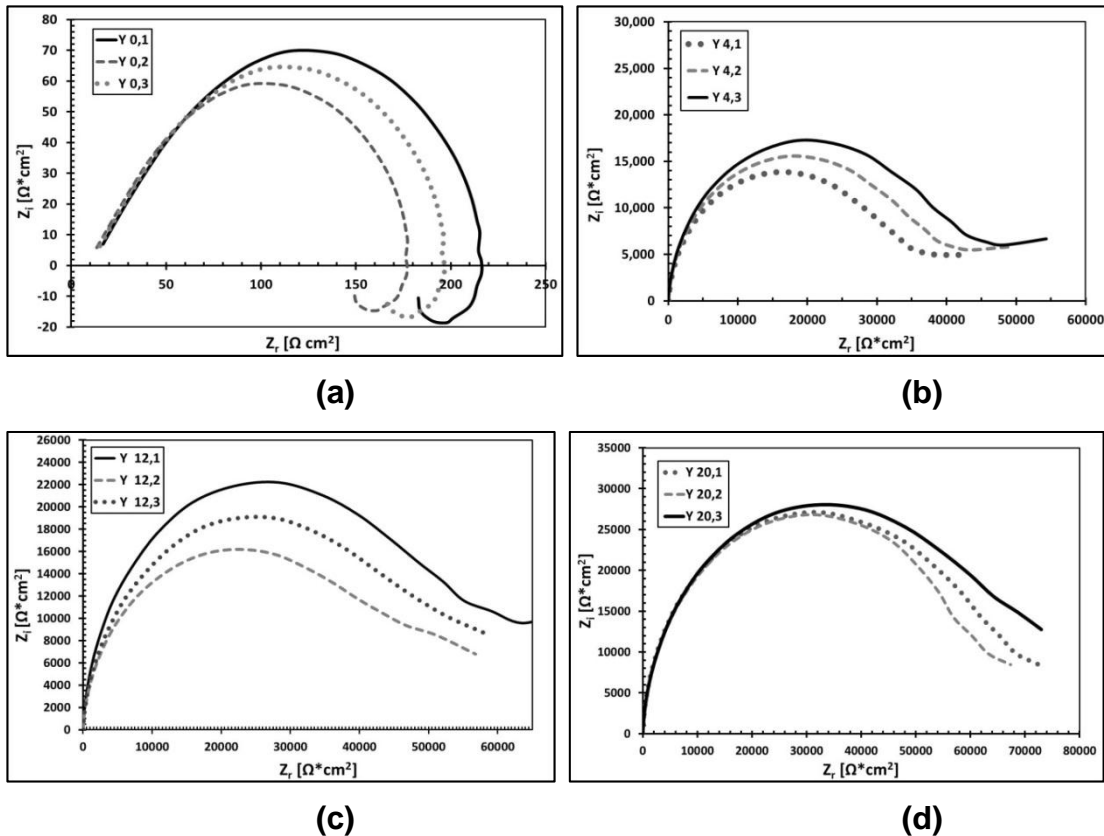 80
70
60
50
40
30
20
10
0
-10
-20
0
50
100
150
200
250
Y 0,1
Y 0,2
Y 0,3
Zᵢ [Ω*cm²]
Zᵣ [Ω cm²]
(a)
30,000
25,000
20,000
15,000
10,000
5,000
0
0
10000
20000
30000
40000
50000
60000
Y 4,1
Y 4,2
Y 4,3
Zᵢ [Ω*cm²]
Zᵣ [Ω*cm²]
(b)
26000
24000
22000
20000
18000
16000
14000
12000
10000
8000
6000
4000
2000
0
0
10000
20000
30000
40000
50000
60000
Y 12,1
Y 12,2
Y 12,3
Zᵢ [Ω*cm²]
Zᵣ [Ω*cm²]
(c)
35000
30000
25000
20000
15000
10000
5000
0
0
10000
20000
30000
40000
50000
60000
70000
80000
Y 20,1
Y 20,2
Y 20,3
Zᵢ [Ω*cm²]
Zᵣ [Ω*cm²]
(d)